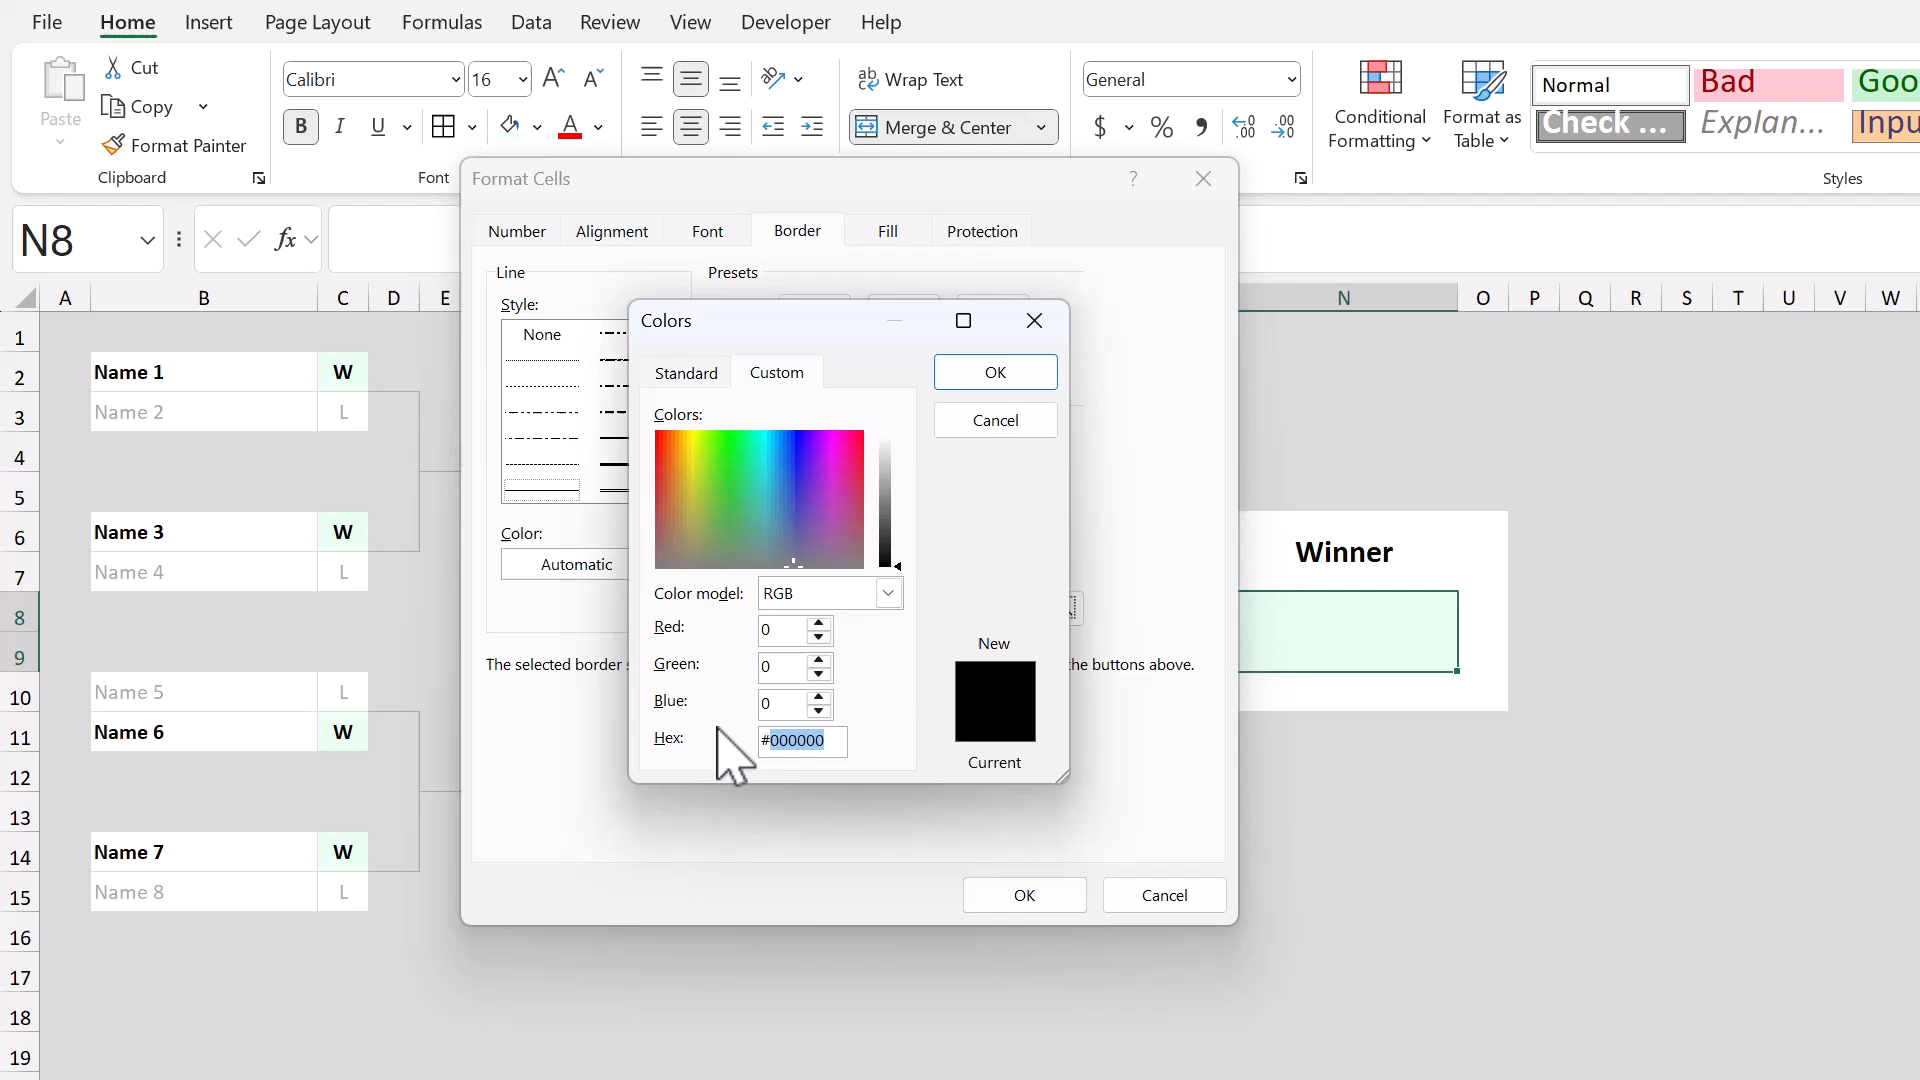 File Home Insert Page Layout Formulas Data Review View Developer Help
Paste
Cut
Copy
Format Painter
Clipboard
Calibri 16
B I U A
Font
ab Wrap Text
Merge & Center
General
$ % 9 .00
Conditional Formatting
Format as Table
Normal Bad Goo
Check ... Explan... Inpu
Styles
N8 fx
A B C D E N O P Q R S T U V W
1
2 Name 1 W
3 Name 2 L
4
5
6 Name 3 W
7 Name 4 L
8
9
10 Name 5 L
11 Name 6 W
12
13
14 Name 7 W
15 Name 8 L
16
17
18
19
Winner
Format Cells ?
Number Alignment Font Border Fill Protection
Line
Style:
None
Color:
Automatic
Presets
The selected border
the buttons above.
OK Cancel
Colors
Standard Custom
OK
Cancel
Colors:
Color model: RGB
Red: 0
Green: 0
Blue: 0
Hex: #000000
New
Current